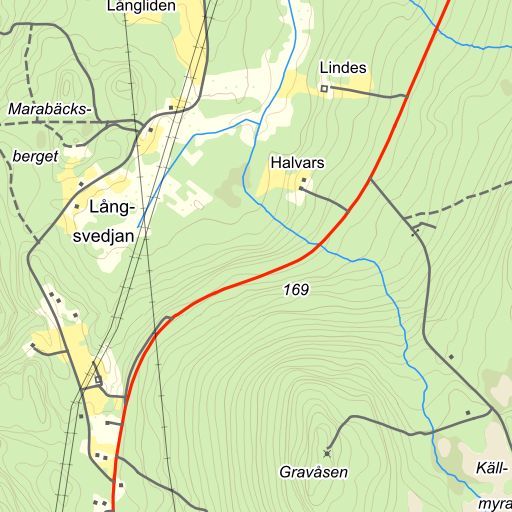 Långliden
Lindes
Marabäcks-
berget
Halvars
Lång-
svedjan
169
Gravåsen
Käll-
myra